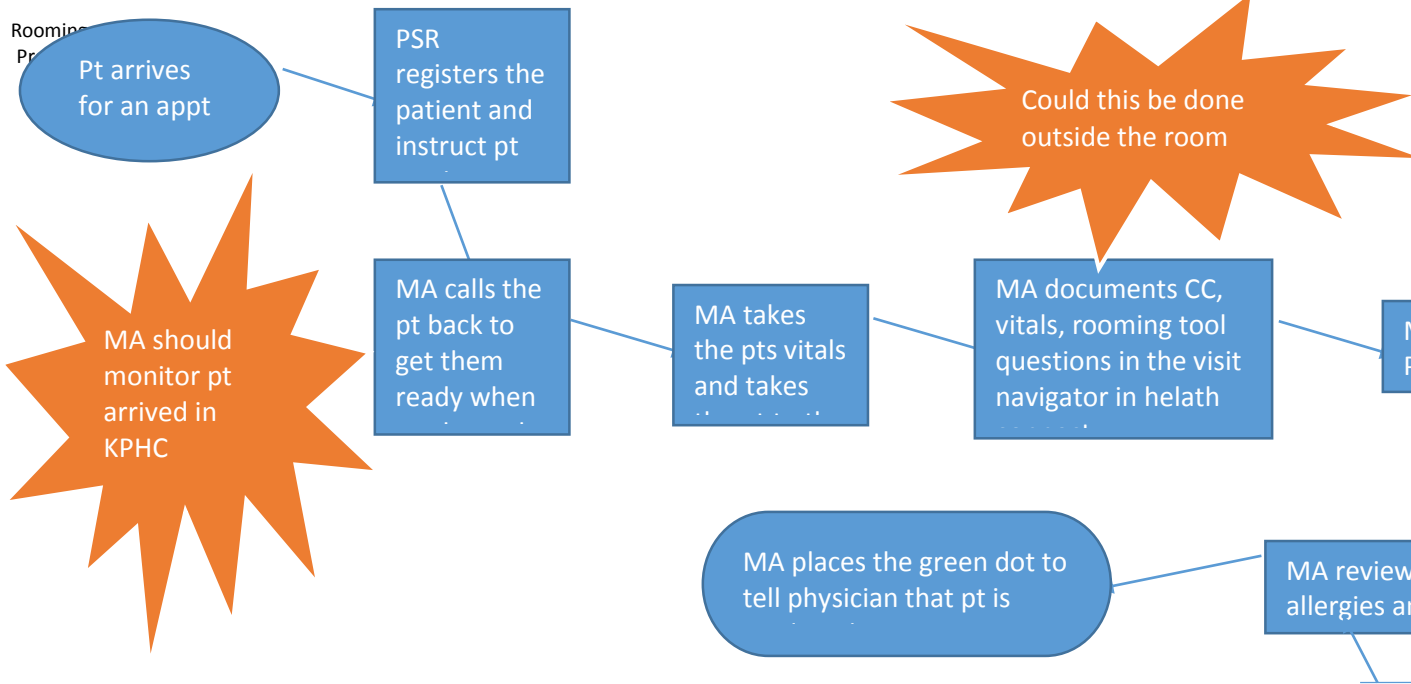 Rooming
Pt arrives
for an appt
PSR
registers the
patient and
instruct pt
Could this be done
outside the room
MA should
monitor pt
arrived in
KPHC
MA calls the
pt back to
get them
ready when
MA takes
the pts vitals
and takes
MA documents CC,
vitals, rooming tool
questions in the visit
navigator in helath
MA places the green dot to
tell physician that pt is
MA review
allergies